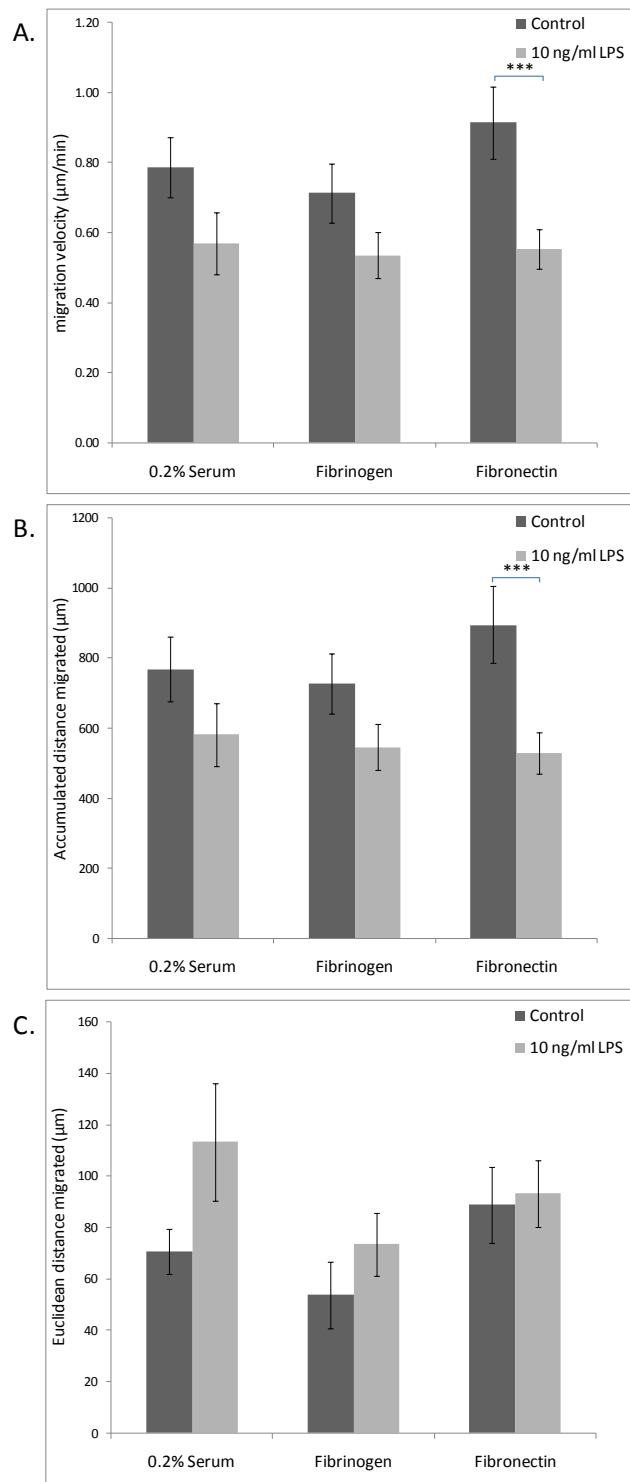 A.
Control
10 ng/ml LPS
***
1.20
1.00
0.80
0.60
0.40
0.20
0.00
migration velocity (µm/min)
0.2% Serum
Fibrinogen
Fibronectin
B.
Control
10 ng/ml LPS
***
1200
1000
800
600
400
200
0
Accumulated distance migrated (µm)
0.2% Serum
Fibrinogen
Fibronectin
C.
Control
10 ng/ml LPS
160
140
120
100
80
60
40
20
0
Euclidean distance migrated (µm)
0.2% Serum
Fibrinogen
Fibronectin